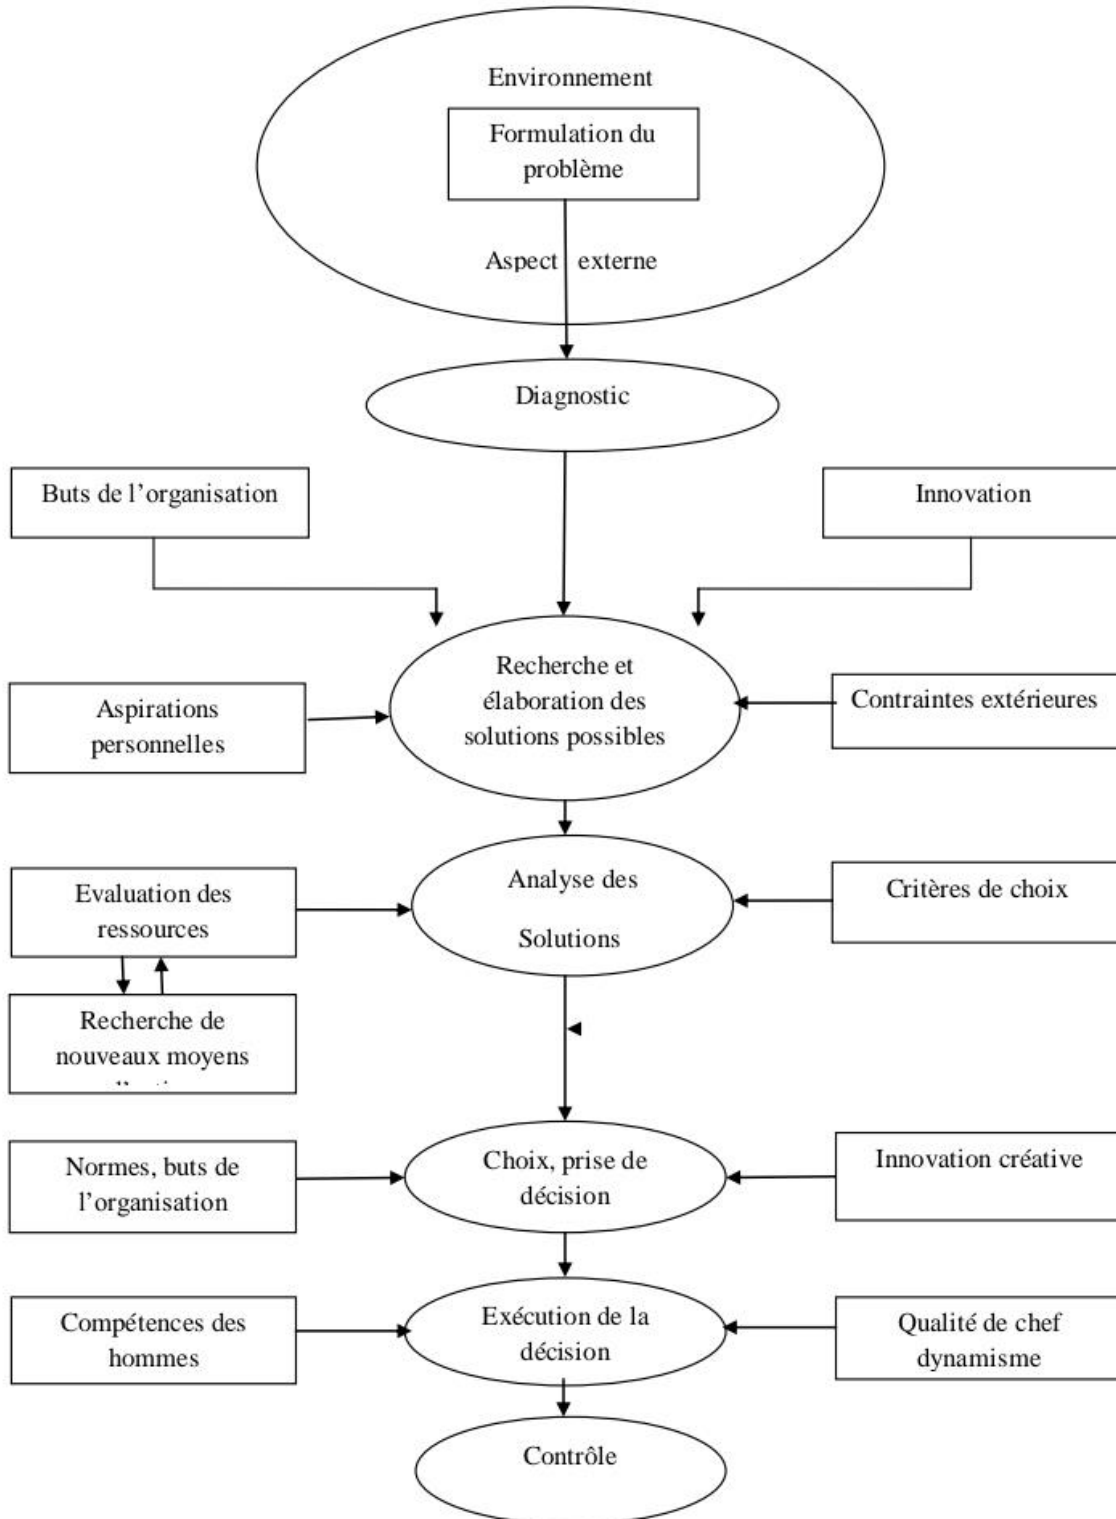 Environnement
Formulation du
problème
Aspect externe
Diagnostic
Buts de l’organisation
Innovation
Recherche et
élaboration des
solutions possibles
Aspirations
personnelles
Contraintes extérieures
Analyse des
Solutions
Evaluation des
ressources
Critères de choix
Recherche de
nouveaux moyens
Choix, prise de
décision
Normes, buts de
l’organisation
Innovation créative
Exécution de la
décision
Compétences des
hommes
Qualité de chef
dynamisme
Contrôle